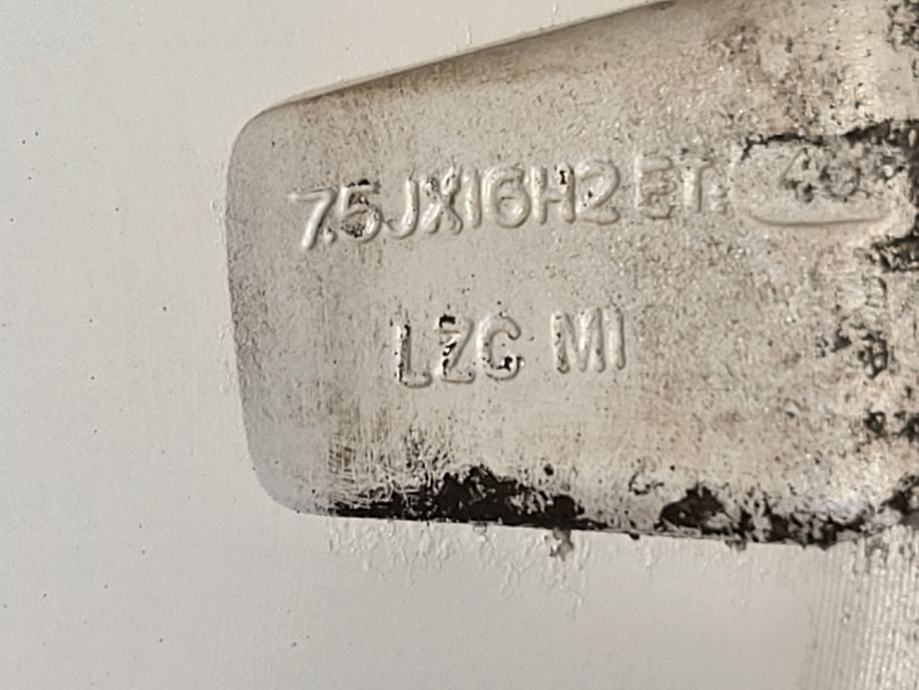 7.5JX16H2 ET:
LZC MI